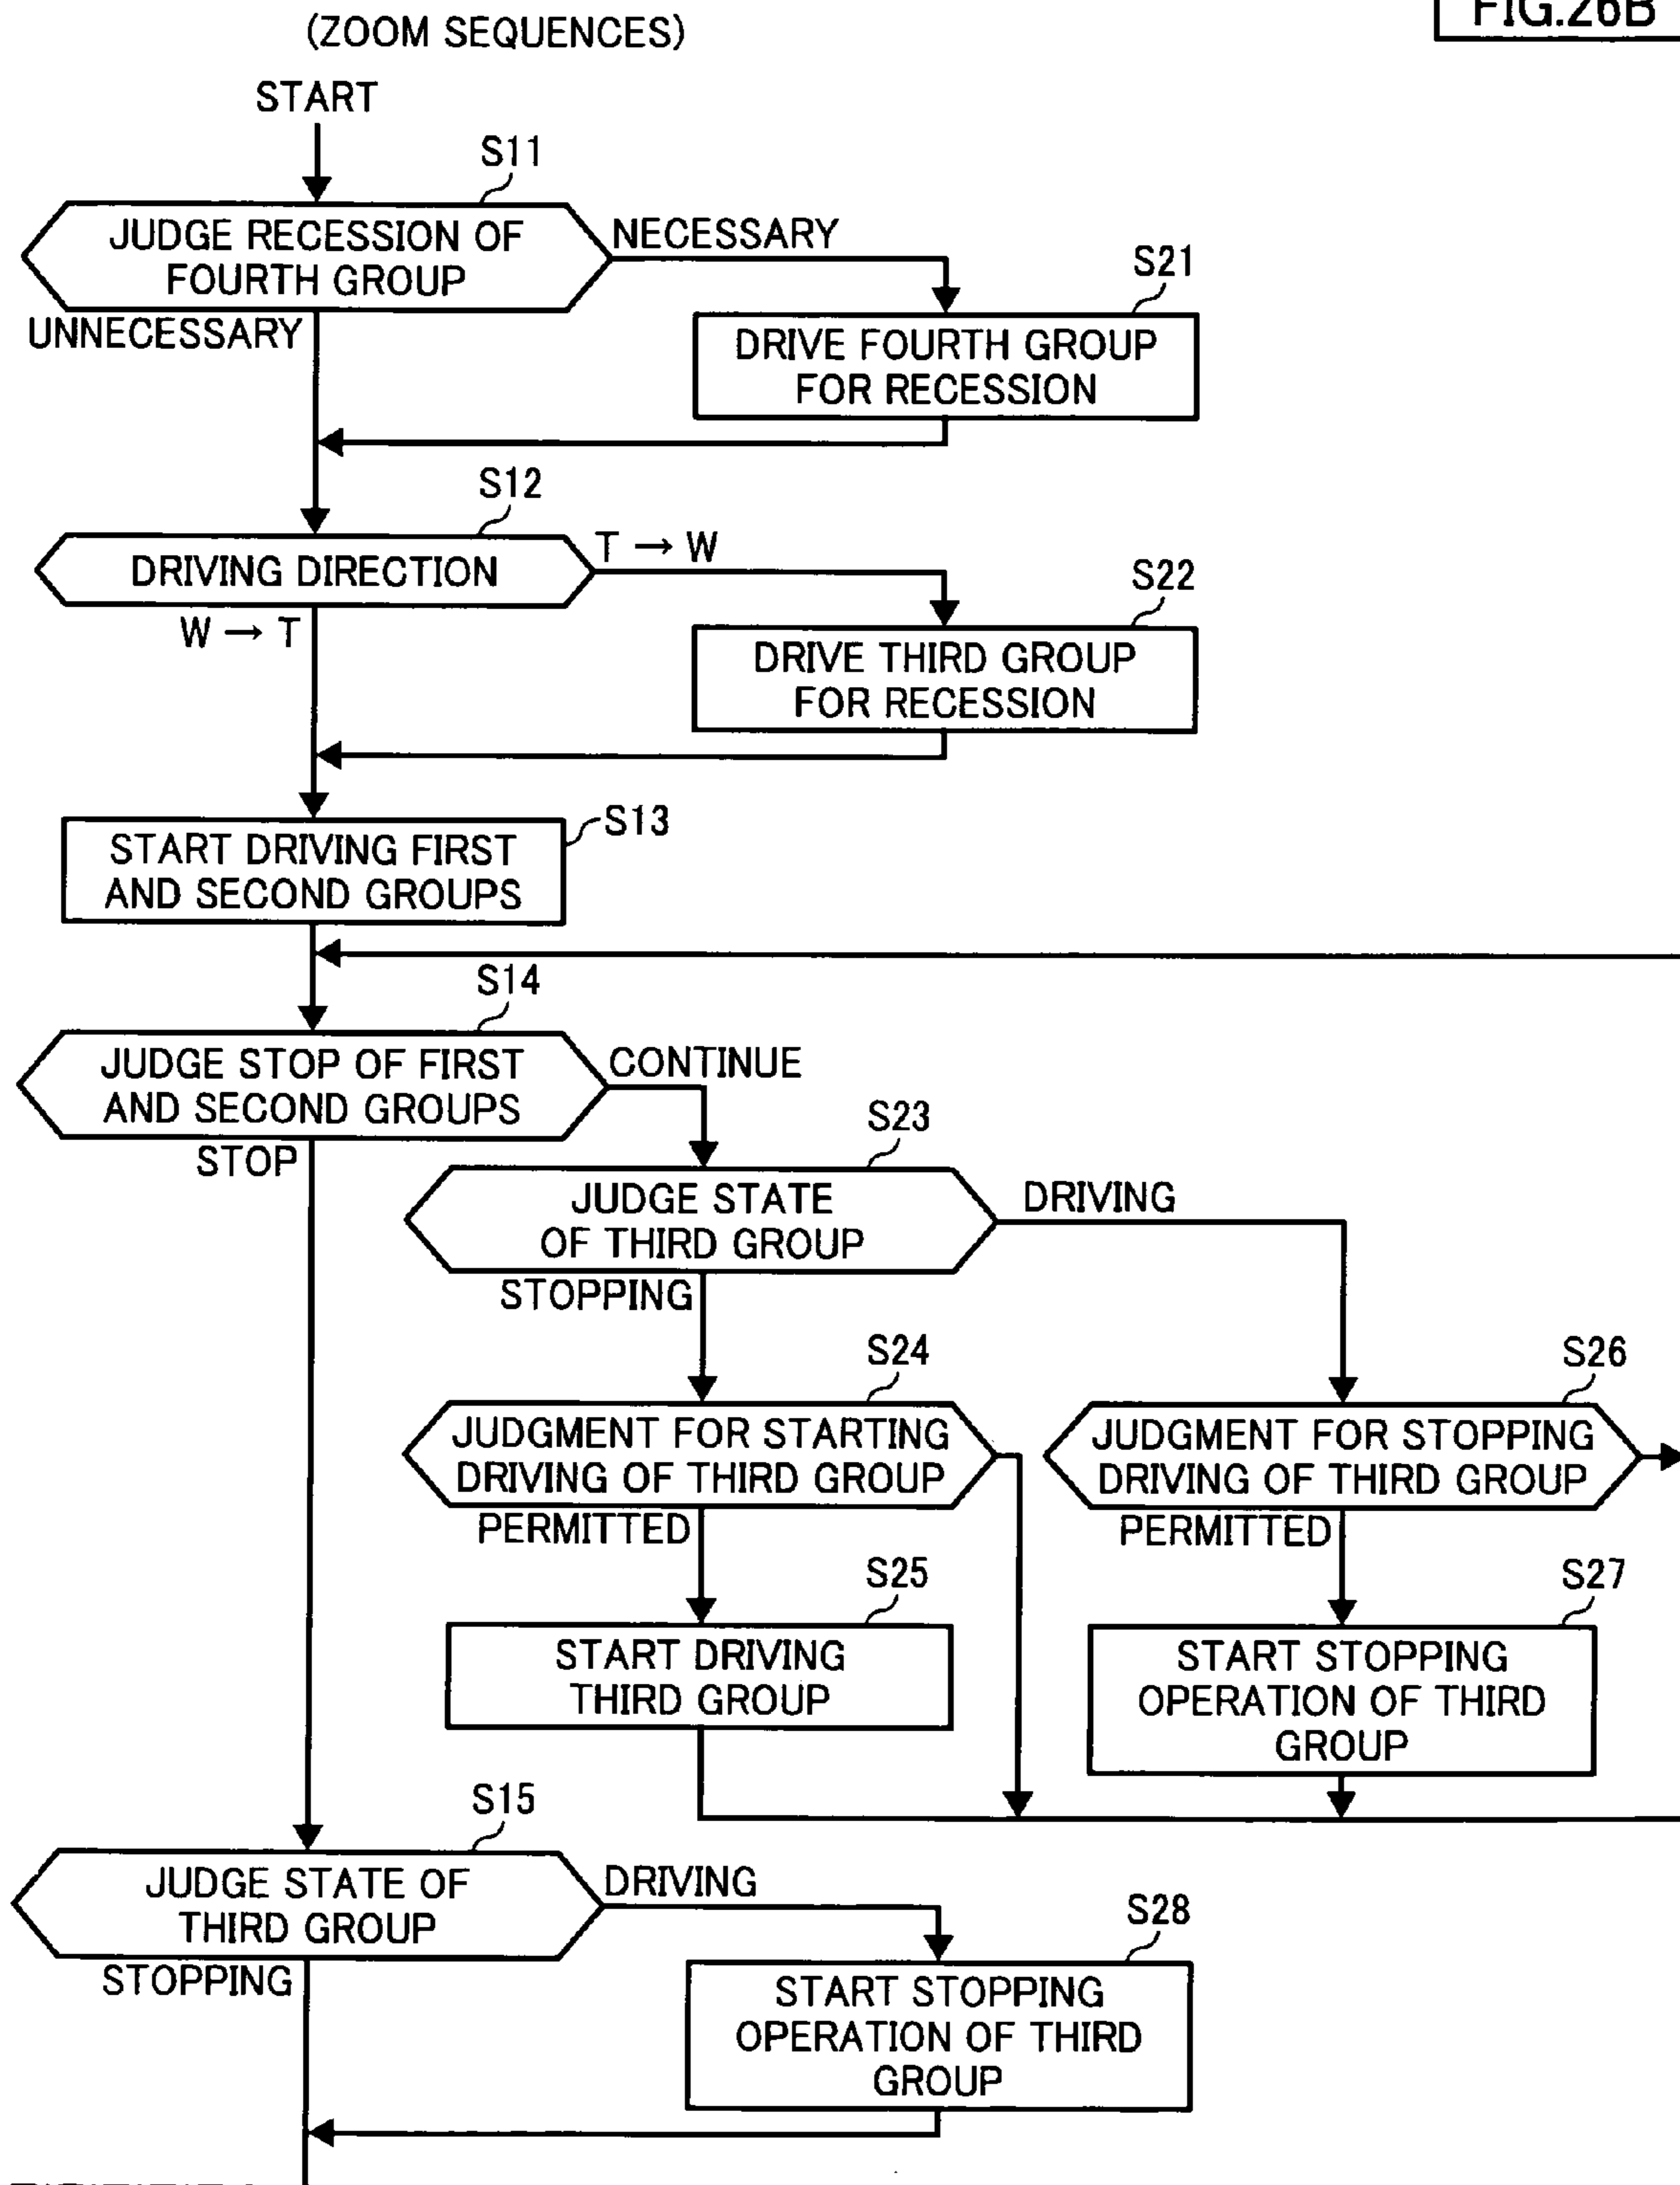 (ZOOM SEQUENCES)
FIG.26B
START
S11
JUDGE RECESSION OF
FOURTH GROUP
NECESSARY
UNNECESSARY
S21
DRIVE FOURTH GROUP
FOR RECESSION
S12
DRIVING DIRECTION
T → W
W → T
S22
DRIVE THIRD GROUP
FOR RECESSION
S13
START DRIVING FIRST
AND SECOND GROUPS
S14
JUDGE STOP OF FIRST
AND SECOND GROUPS
CONTINUE
STOP
S23
JUDGE STATE
OF THIRD GROUP
DRIVING
STOPPING
S24
JUDGMENT FOR STARTING
DRIVING OF THIRD GROUP
PERMITTED
S26
JUDGMENT FOR STOPPING
DRIVING OF THIRD GROUP
PERMITTED
S25
START DRIVING
THIRD GROUP
S27
START STOPPING
OPERATION OF THIRD
GROUP
S15
JUDGE STATE OF
THIRD GROUP
DRIVING
STOPPING
S28
START STOPPING
OPERATION OF THIRD
GROUP